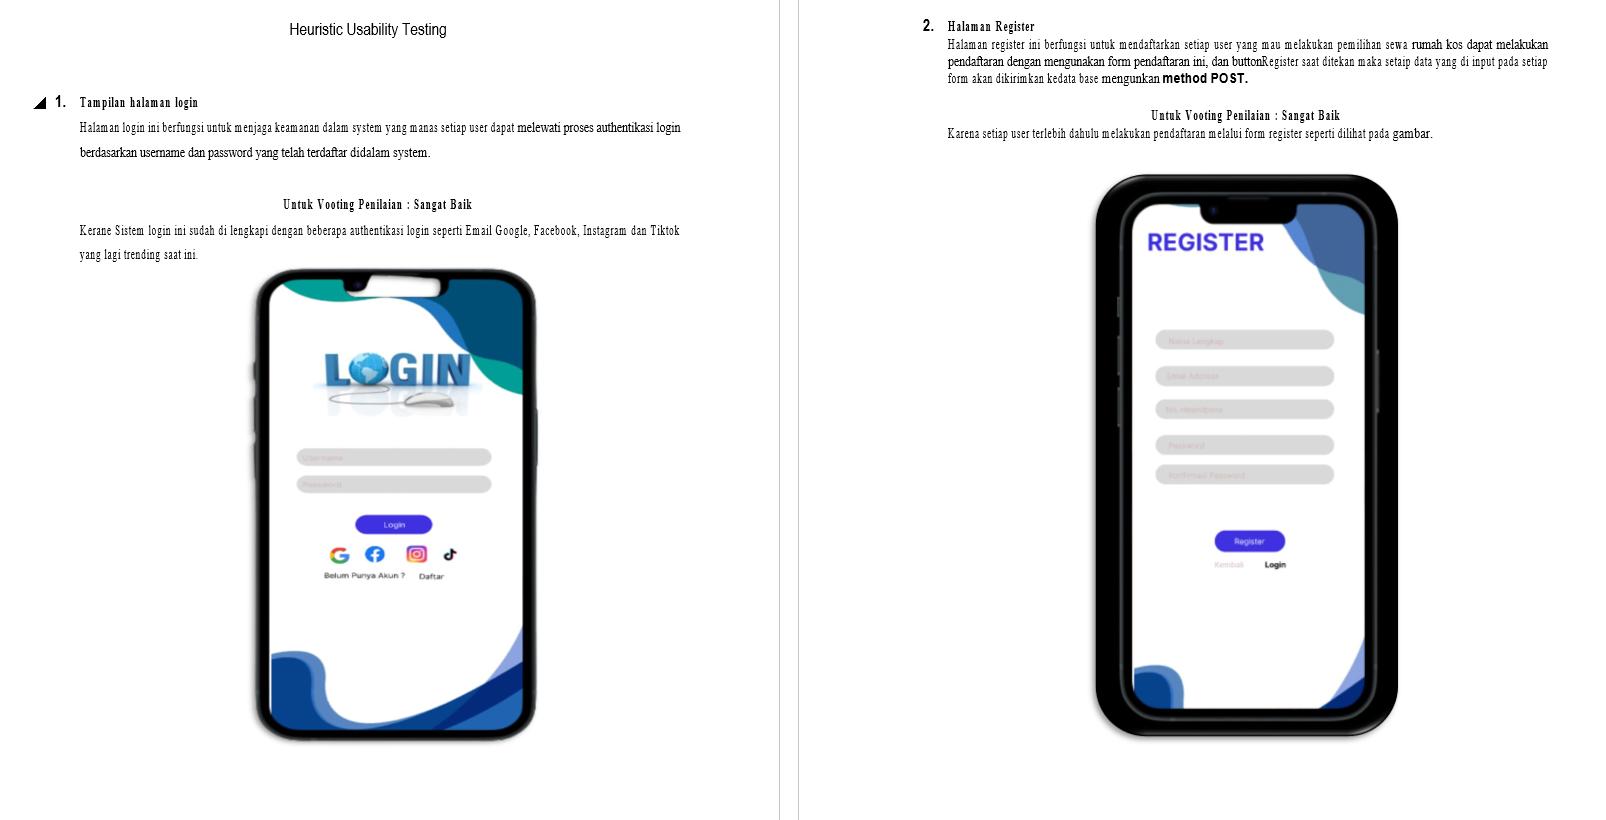 Heuristic Usability Testing
1. Tampilan halaman login
Halaman login ini berfungsi untuk menjaga keamanan dalam system yang manas setiap user dapat melewati proses authentikasi login
berdasarkan username dan password yang telah terdaftar didalam system.
Untuk Vooting Penilaian : Sangat Baik
Kerane Sistem login ini sudah di lengkapi dengan beberapa authentikasi login seperti Email Google, Facebook, Instagram dan Tiktok
yang lagi trending saat ini.
LOGIN
Username
Password
Login
Belum Punya Akun ? Daftar
2. Halaman Register
Halaman register ini berfungsi untuk mendaftarkan setiap user yang mau melakukan pemilihan sewa rumah kos dapat melakukan
pendaftaran dengan mengunakan form pendaftaran ini, dan buttonRegister saat ditekan maka setaip data yang di input pada setiap
form akan dikirimkan kedata base mengunkan method POST.
Untuk Vooting Penilaian : Sangat Baik
Karena setiap user terlebih dahulu melakukan pendaftaran melalui form register seperti dilihat pada gambar.
REGISTER
Nama Lengkap
Email Address
No. Handphone
Password
Konfirmasi Password
Register
Kembali Login